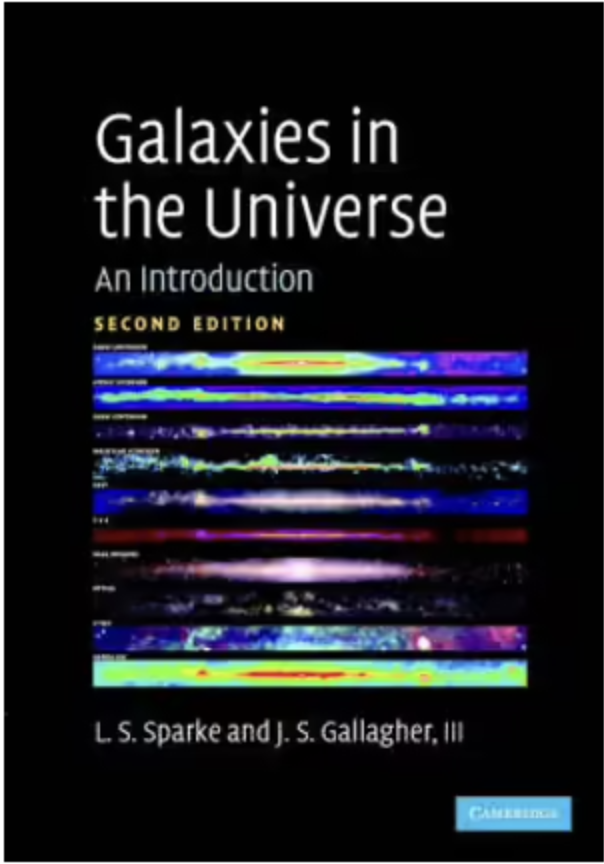 Galaxies in
the Universe
An Introduction
SECOND EDITION
L. S. Sparke and J. S. Gallagher, III
CAMBRIDGE